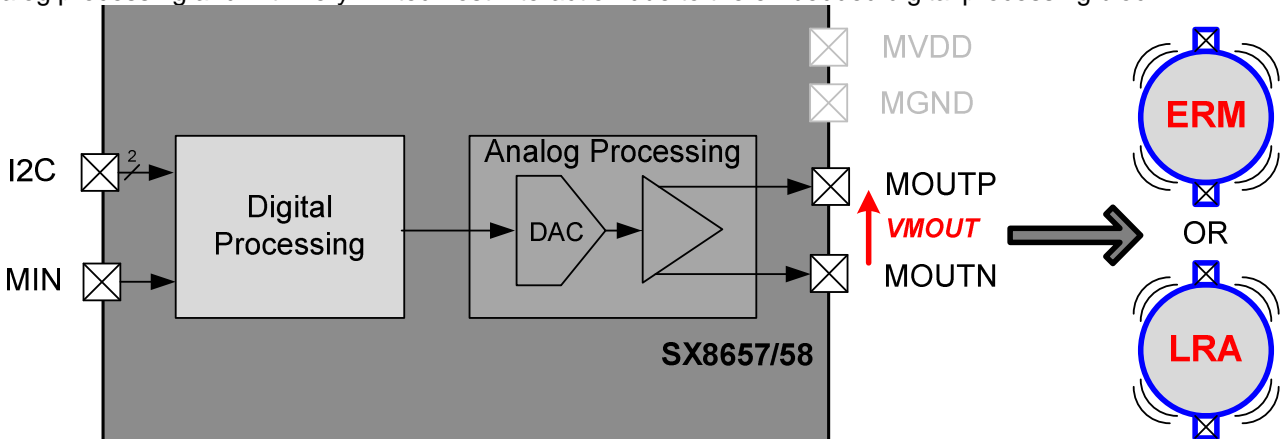 MVDD
MGND
ERM
I2C
2
Analog Processing
MOUTP
Digital
Processing
DAC
VMOUT
OR
MIN
MOUTN
SX8657/58
LRA